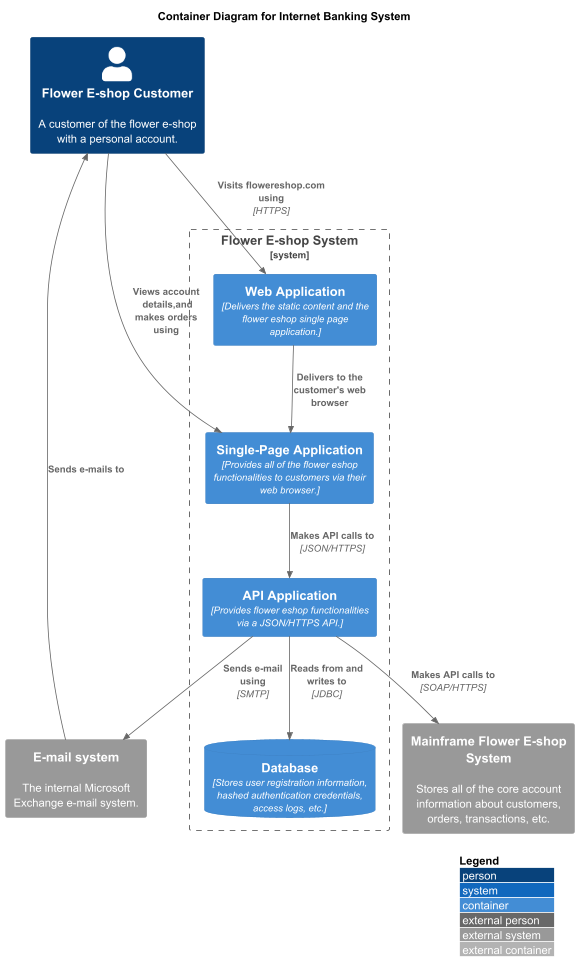 Container Diagram for Internet Banking System
Flower E-shop Customer
A customer of the flower e-shop
with a personal account.
Visits flowereshop.com
using
[HTTPS]
Flower E-shop System
[system]
Web Application
[Delivers the static content and the
flower eshop single page
application.]
Views account
details,and
makes orders
using
Delivers to the
customer's web
browser
Single-Page Application
[Provides all of the flower eshop
functionalities to customers via their
web browser.]
Sends e-mails to
Makes API calls to
[JSON/HTTPS]
API Application
[Provides flower eshop functionalities
via a JSON/HTTPS API.]
Sends e-mail
using
[SMTP]
Reads from and
writes to
[JDBC]
Makes API calls to
[SOAP/HTTPS]
E-mail system
The internal Microsoft
Exchange e-mail system.
Database
[Stores user registration information,
hashed authentication credentials,
access logs, etc.]
Mainframe Flower E-shop
System
Stores all of the core account
information about customers,
orders, transactions, etc.
Legend
person
system
container
external person
external system
external container